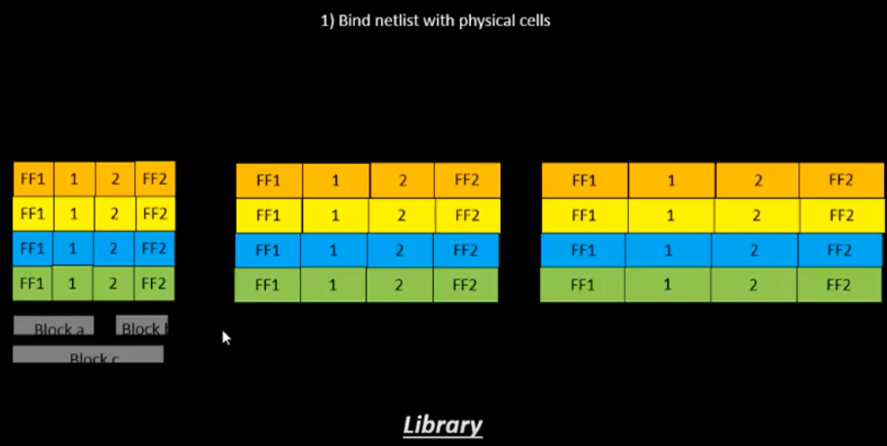 1) Bind netlist with physical cells
FF1 1 2 FF2 FF1 1 2 FF2 FF1 1 2 FF2
FF1 1 2 FF2 FF1 1 2 FF2 FF1 1 2 FF2
FF1 1 2 FF2 FF1 1 2 FF2 FF1 1 2 FF2
FF1 1 2 FF2 FF1 1 2 FF2 FF1 1 2 FF2
Block a Block
Block c
Library